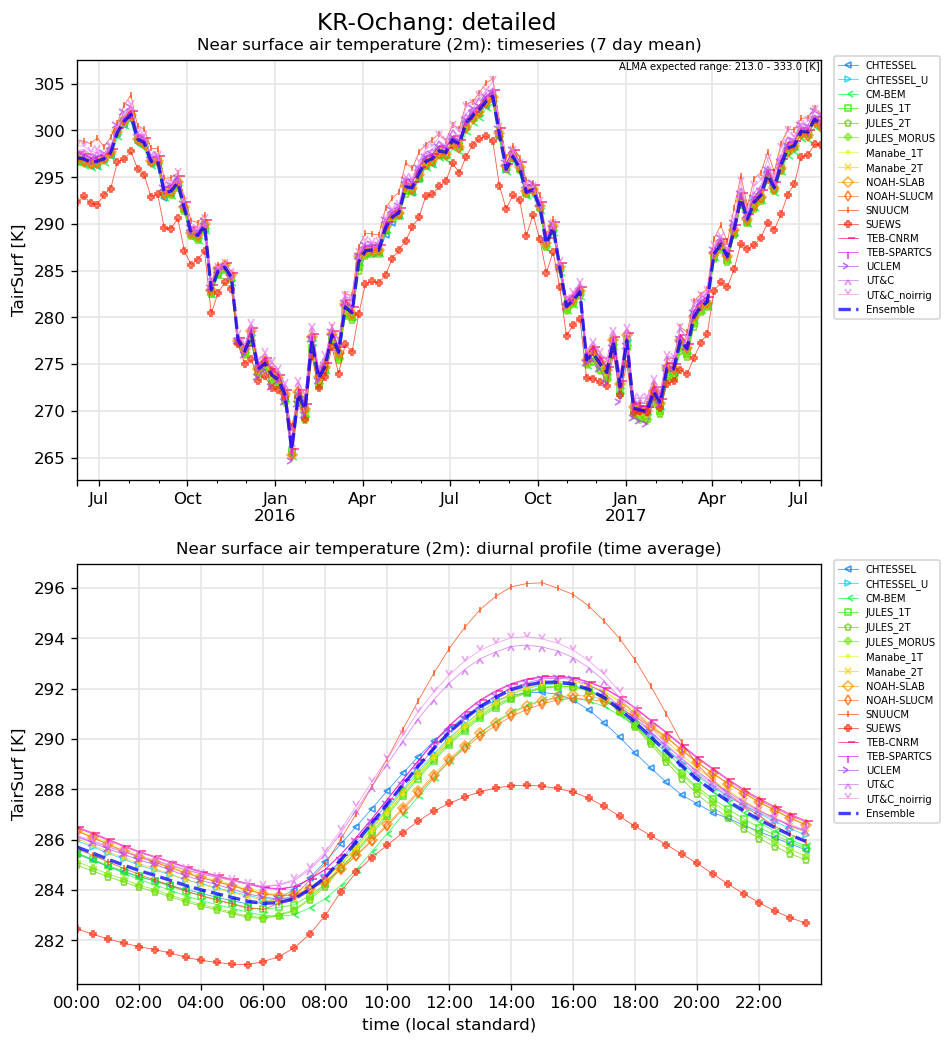 KR-Ochang: detailed
Near surface air temperature (2m): timeseries (7 day mean)
ALMA expected range: 213.0 - 333.0 [K]
TairSurf [K]
305
300
295
290
285
280
275
270
265
Jul
Oct
Jan
2016
Apr
Jul
Oct
Jan
2017
Apr
Jul
CHTESSEL
CHTESSEL_U
CM-BEM
JULES_1T
JULES_2T
JULES_MORUS
Manabe_1T
Manabe_2T
NOAH-SLAB
NOAH-SLUCM
SNUUCM
SUEWS
TEB-CNRM
TEB-SPARTCS
UCLEM
UT&C
UT&C_noirrig
Ensemble
Near surface air temperature (2m): diurnal profile (time average)
TairSurf [K]
296
294
292
290
288
286
284
282
00:00
02:00
04:00
06:00
08:00
10:00
12:00
14:00
16:00
18:00
20:00
22:00
time (local standard)
CHTESSEL
CHTESSEL_U
CM-BEM
JULES_1T
JULES_2T
JULES_MORUS
Manabe_1T
Manabe_2T
NOAH-SLAB
NOAH-SLUCM
SNUUCM
SUEWS
TEB-CNRM
TEB-SPARTCS
UCLEM
UT&C
UT&C_noirrig
Ensemble